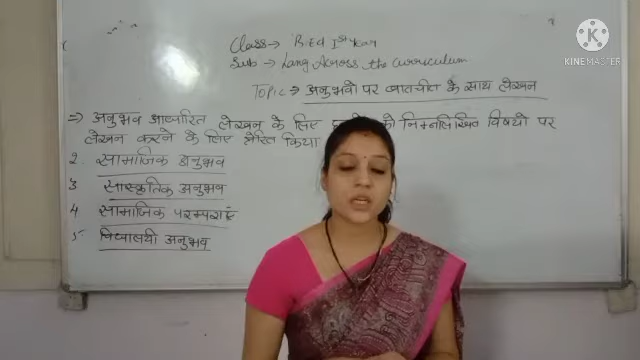 Class → B.Ed Ist year
Sub → Lang Across the curriculum
Topic → अनुभवो पर बातचीत के साथ लेखन
⇒ अनुभव आधारित लेखन के लिए को निम्नलिखित विषयो पर
लेखन करने के लिए प्रेरित किया
2. सामाजिक अनुभव
3 सांस्कृतिक अनुभव
4 सामाजिक परम्पराएं
5. विद्यालयी अनुभव
K
KINEMASTER